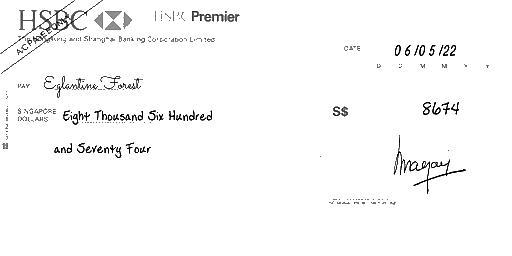 HSBC HSBC Premier
The Hongkong and Shanghai Banking Corporation Limited
A/C PAYEE ONLY
DATE 06/05/22
D D M M Y Y
PAY Eglantine Forest
SINGAPORE DOLLARS Eight Thousand Six Hundred
and Seventy Four
S$ 8674